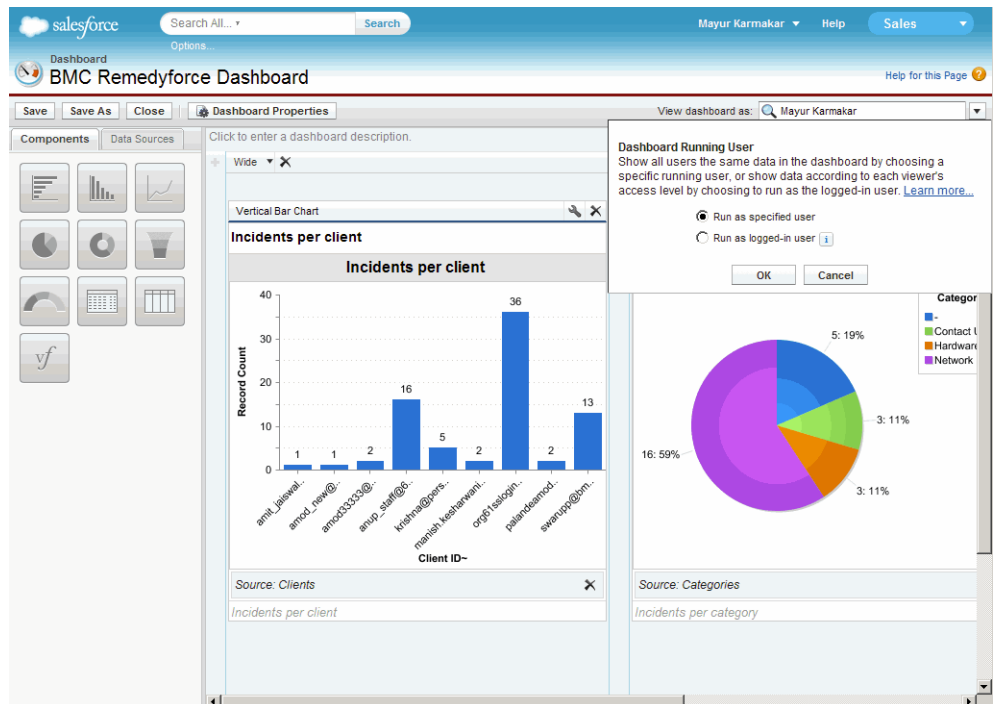 salesforce
Search All...
Search
Mayur Karmakar
Help
Sales
Options...
Dashboard
BMC Remedyforce Dashboard
Help for this Page
Save
Save As
Close
Dashboard Properties
View dashboard as:
Mayur Karmakar
Components
Data Sources
Click to enter a dashboard description.
Wide
Dashboard Running User
Show all users the same data in the dashboard by choosing a
specific running user, or show data according to each viewer's
access level by choosing to run as the logged-in user. Learn more...
Run as specified user
Run as logged-in user
OK
Cancel
Vertical Bar Chart
Incidents per client
Incidents per client
Record Count
40
30
20
10
0
1
1
2
16
5
2
36
2
13
amit_jaiswal..
amod_new@..
amod33333@..
anup_staff@6..
krishna@pers..
manish.kesharwani..
org61sslogin..
palandeamod..
swarupp@bm..
Client ID~
Source: Clients
Incidents per client
Categor
-
Contact U
Hardware
Network
5: 19%
3: 11%
3: 11%
16: 59%
Source: Categories
Incidents per category
vf